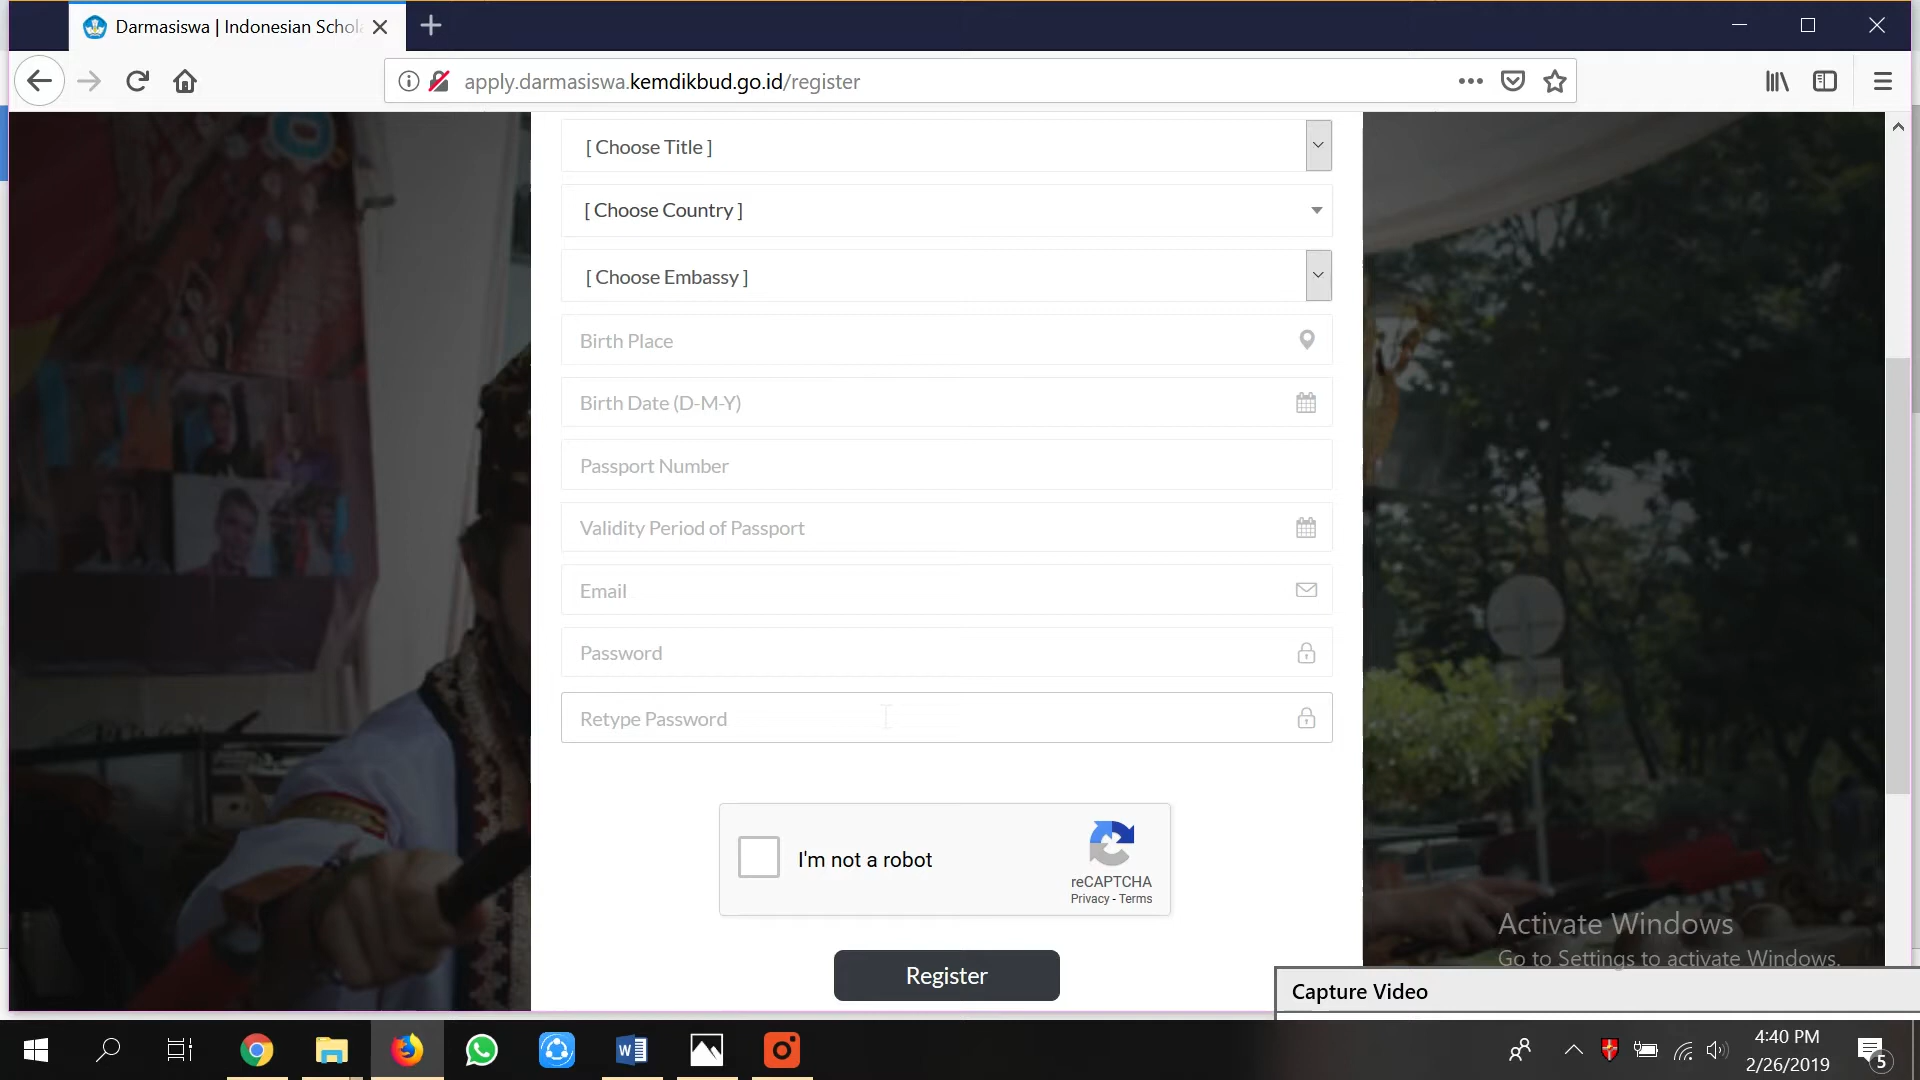 Darmasiswa | Indonesian Schola
apply.darmasiswa.kemdikbud.go.id/register
[ Choose Title ]
[ Choose Country ]
[ Choose Embassy ]
Birth Place
Birth Date (D-M-Y)
Passport Number
Validity Period of Passport
Email
Password
Retype Password
I'm not a robot
reCAPTCHA
Privacy - Terms
Register
Activate Windows
Go to Settings to activate Windows.
Capture Video
4:40 PM
2/26/2019
5